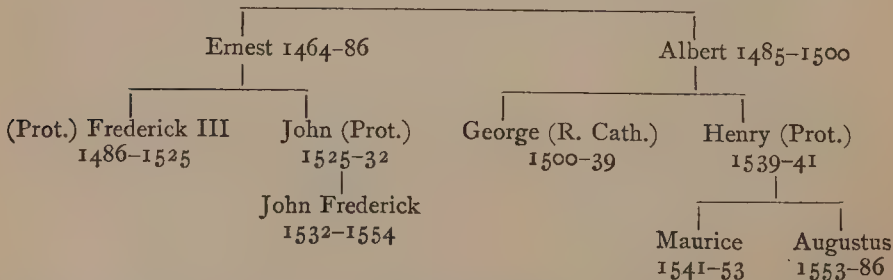 Ernest 1464–86 Albert 1485–1500
(Prot.) Frederick III John (Prot.) George (R. Cath.) Henry (Prot.)
1486–1525 1525–32 1500–39 1539–41
John Frederick
1532–1554
Maurice Augustus
1541–53 1553–86